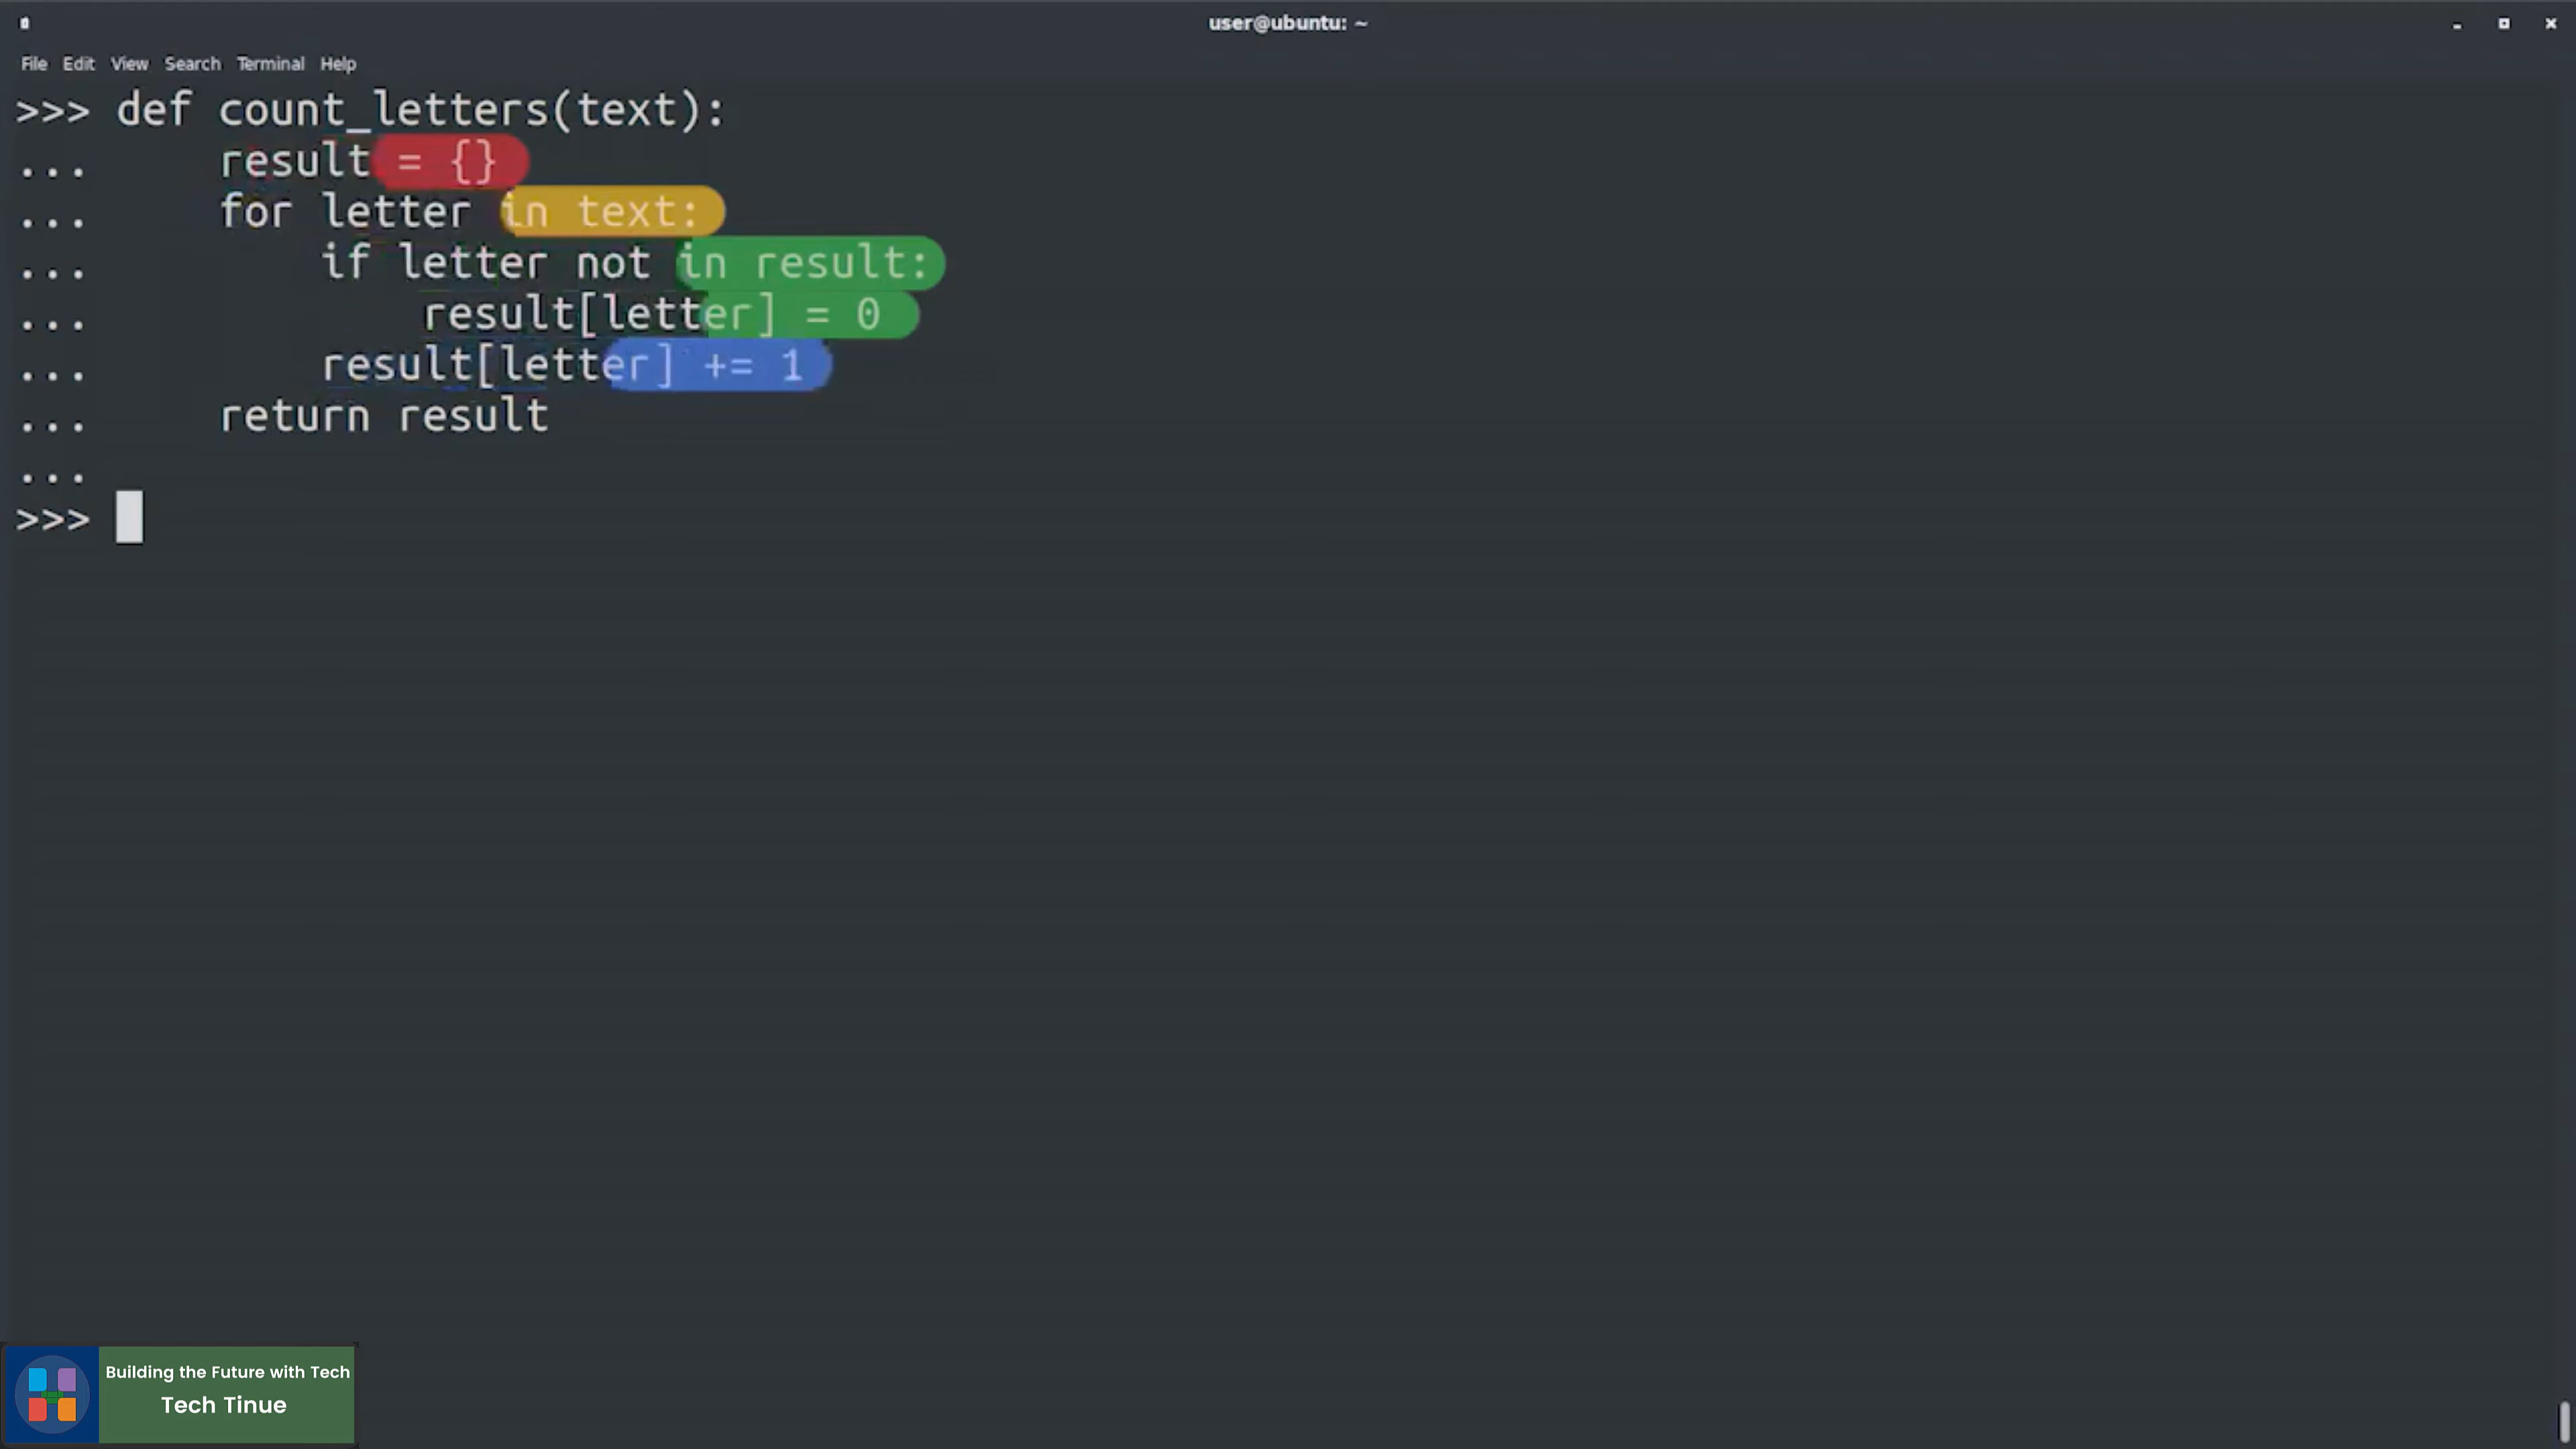 user@ubuntu: ~
File Edit View Search Terminal Help
>>> def count_letters(text):
...     result = {}
...     for letter in text:
...         if letter not in result:
...             result[letter] = 0
...         result[letter] += 1
...     return result
...
>>>
Building the Future with Tech
Tech Tinue